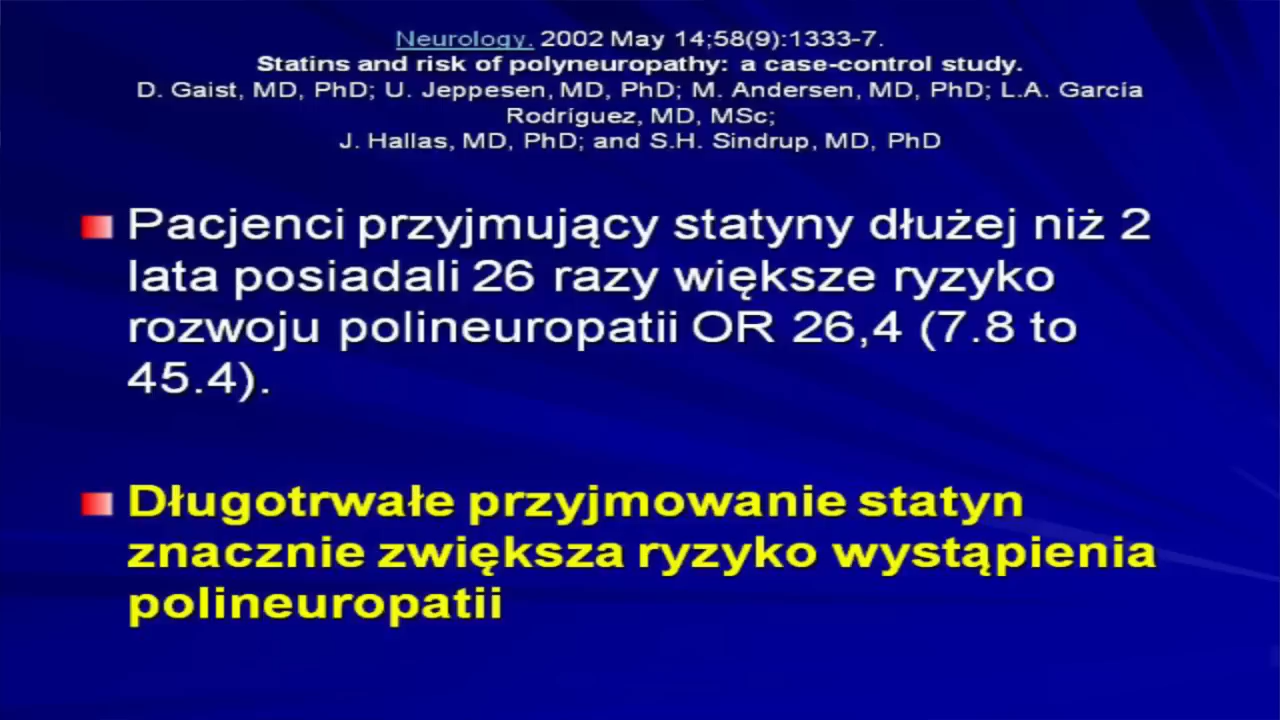 Neurology. 2002 May 14;58(9):1333-7.
Statins and risk of polyneuropathy: a case-control study.
D. Gaist, MD, PhD; U. Jeppesen, MD, PhD; M. Andersen, MD, PhD; L.A. García
Rodríguez, MD, MSc;
J. Hallas, MD, PhD; and S.H. Sindrup, MD, PhD
Pacjenci przyjmujący statyny dłużej niż 2
lata posiadali 26 razy większe ryzyko
rozwoju polineuropatii OR 26,4 (7.8 to
45.4).
Długotrwałe przyjmowanie statyn
znacznie zwiększa ryzyko wystąpienia
polineuropatii